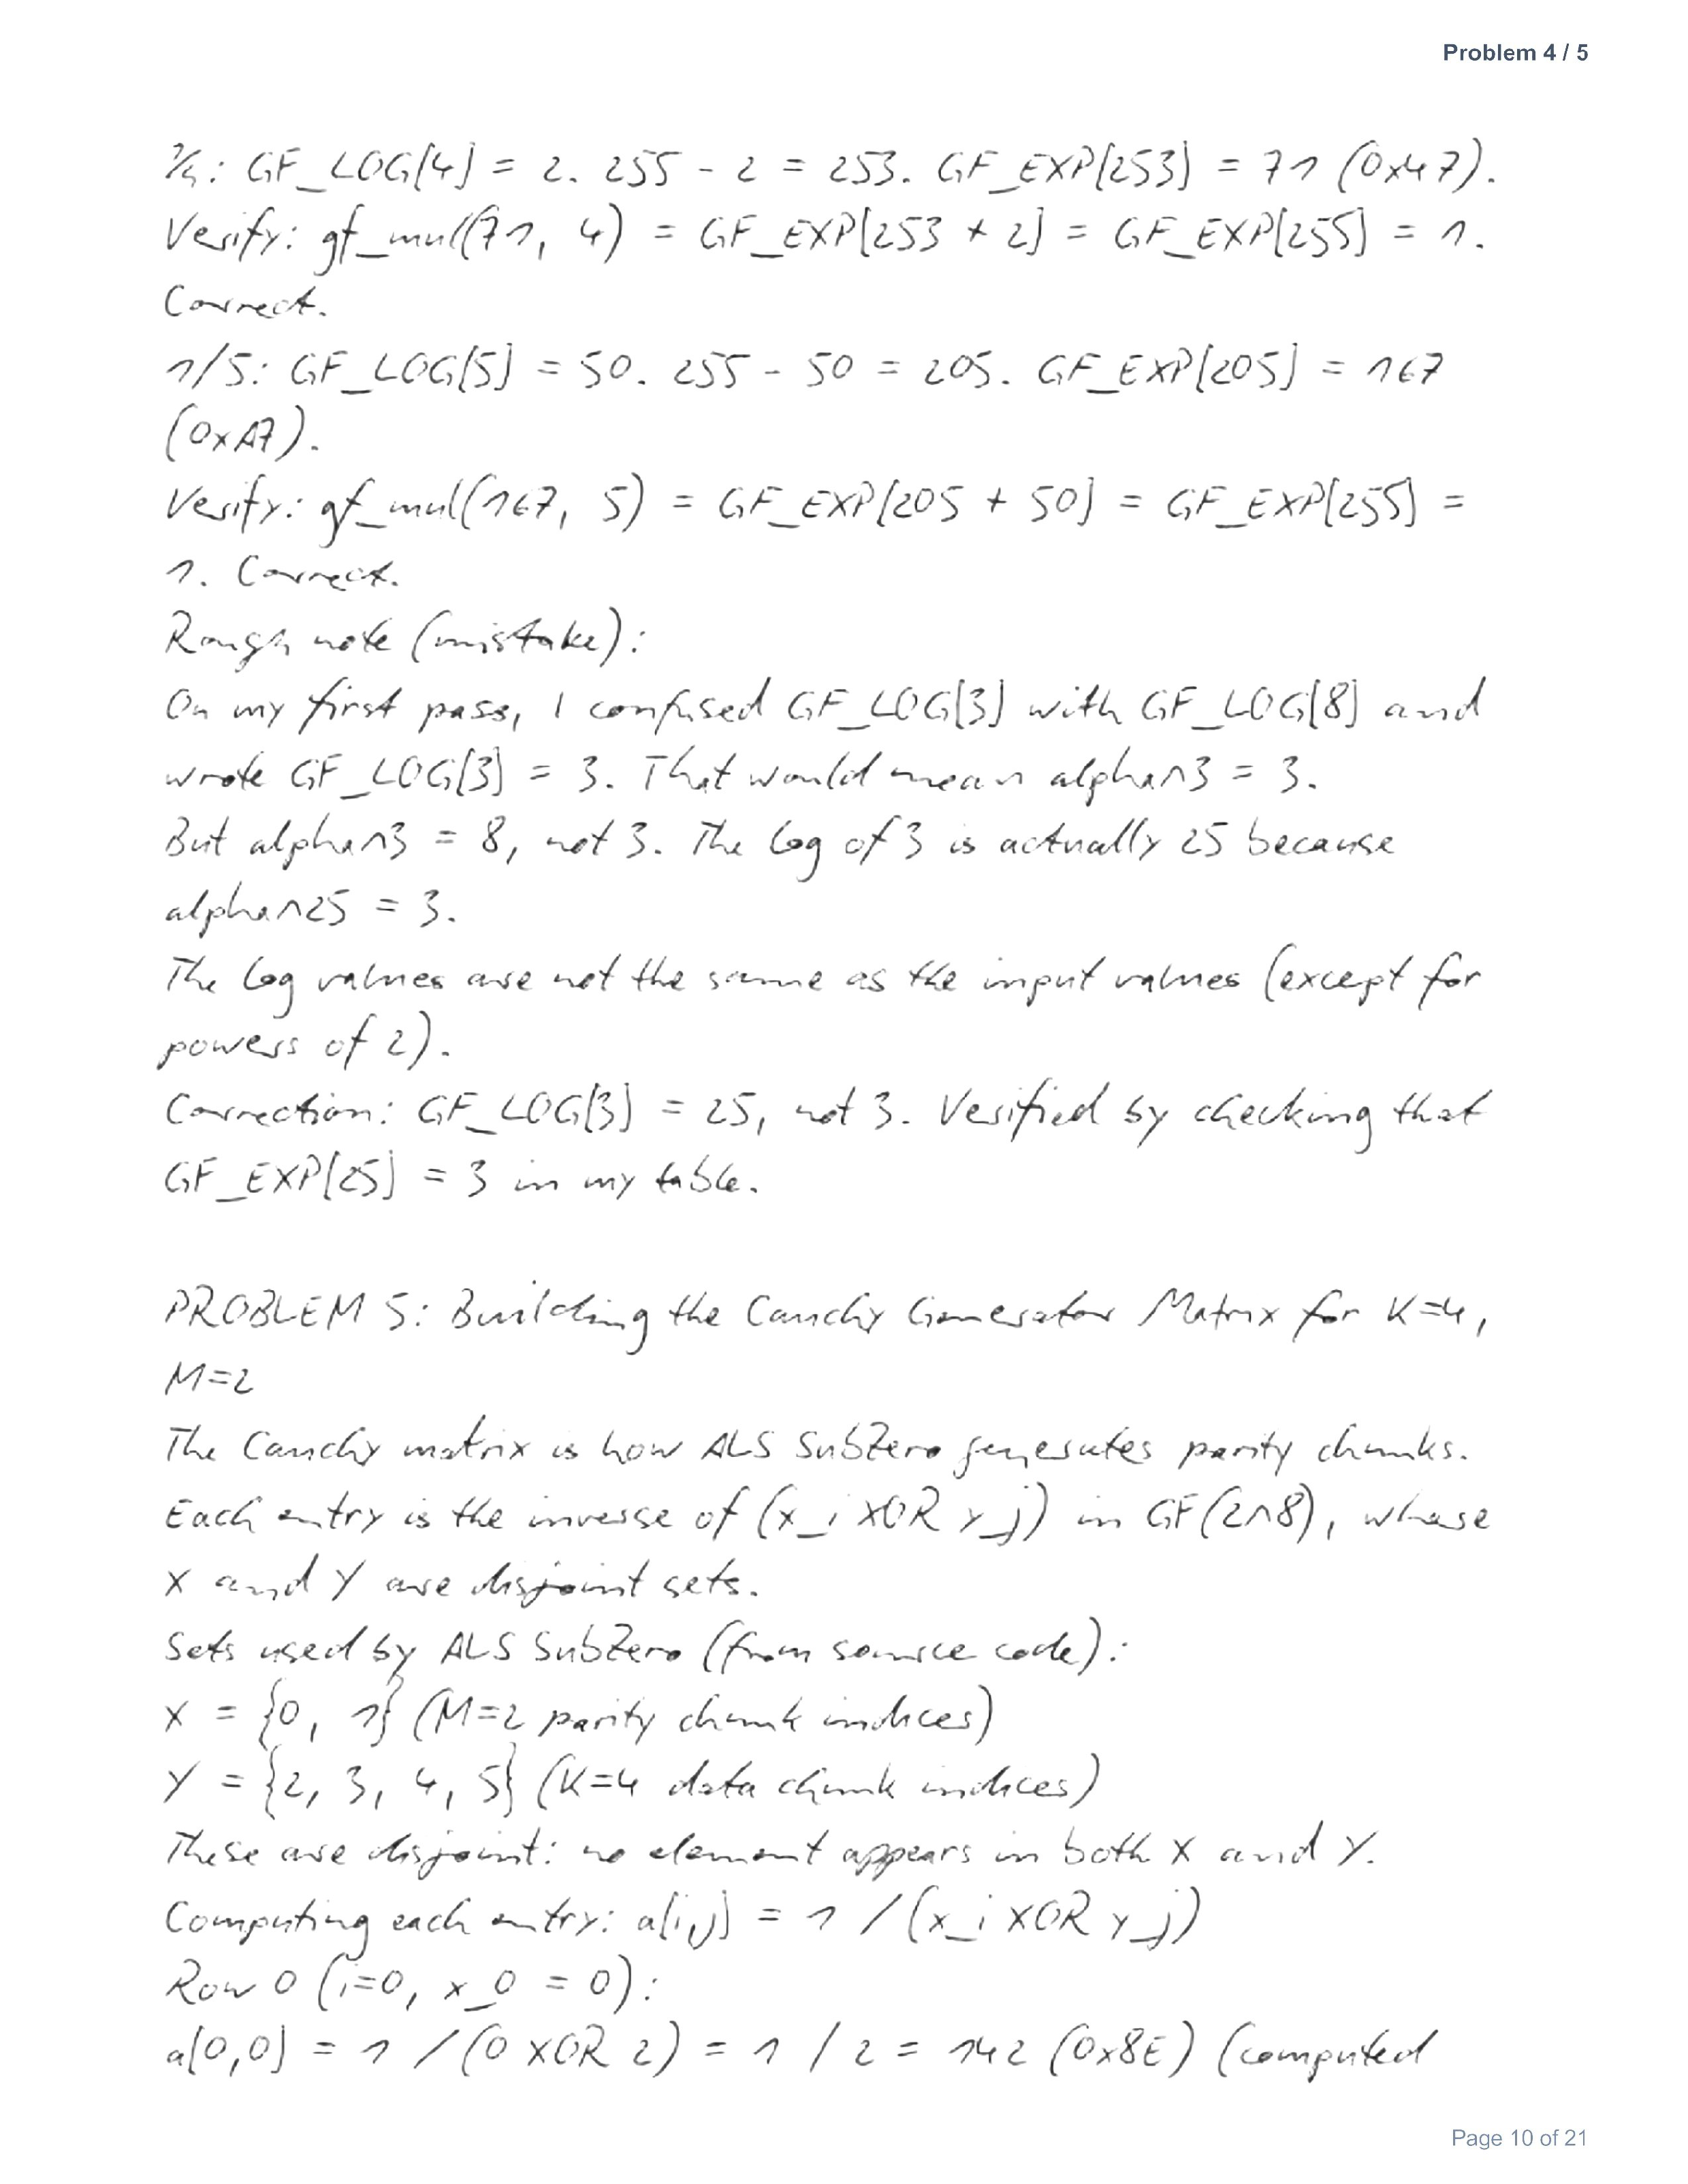 Problem 4 / 5
1/4: GF_LOG[4] = 2. 255 - 2 = 253. GF_EXP[253] = 71 (0x47).
Verify: gf_mul(71, 4) = GF_EXP[253 + 2] = GF_EXP[255] = 1.
Correct.
1/5: GF_LOG[5] = 50. 255 - 50 = 205. GF_EXP[205] = 167
(0xA7).
Verify: gf_mul(167, 5) = GF_EXP[205 + 50] = GF_EXP[255] =
1. Correct.
Rough note (mistake):
On my first pass, I confused GF_LOG[3] with GF_LOG[8] and
wrote GF_LOG[3] = 3. That would mean alpha^3 = 3.
But alpha^3 = 8, not 3. The log of 3 is actually 25 because
alpha^25 = 3.
The log values are not the same as the input values (except for
powers of 2).
Correction: GF_LOG[3] = 25, not 3. Verified by checking that
GF_EXP[25] = 3 in my table.
PROBLEM 5: Building the Cauchy Generator Matrix for K=4,
M=2
The Cauchy matrix is how ALS SubZero generates parity chunks.
Each entry is the inverse of (x_i XOR y_j) in GF(2^8), where
X and Y are disjoint sets.
Sets used by ALS SubZero (from source code):
X = {0, 1} (M=2 parity chunk indices)
Y = {2, 3, 4, 5} (K=4 data chunk indices)
These are disjoint: no element appears in both X and Y.
Computing each entry: a[i,j] = 1 / (x_i XOR y_j)
Row 0 (i=0, x_0 = 0):
a[0,0] = 1 / (0 XOR 2) = 1 / 2 = 142 (0x8E) (computed
Page 10 of 21